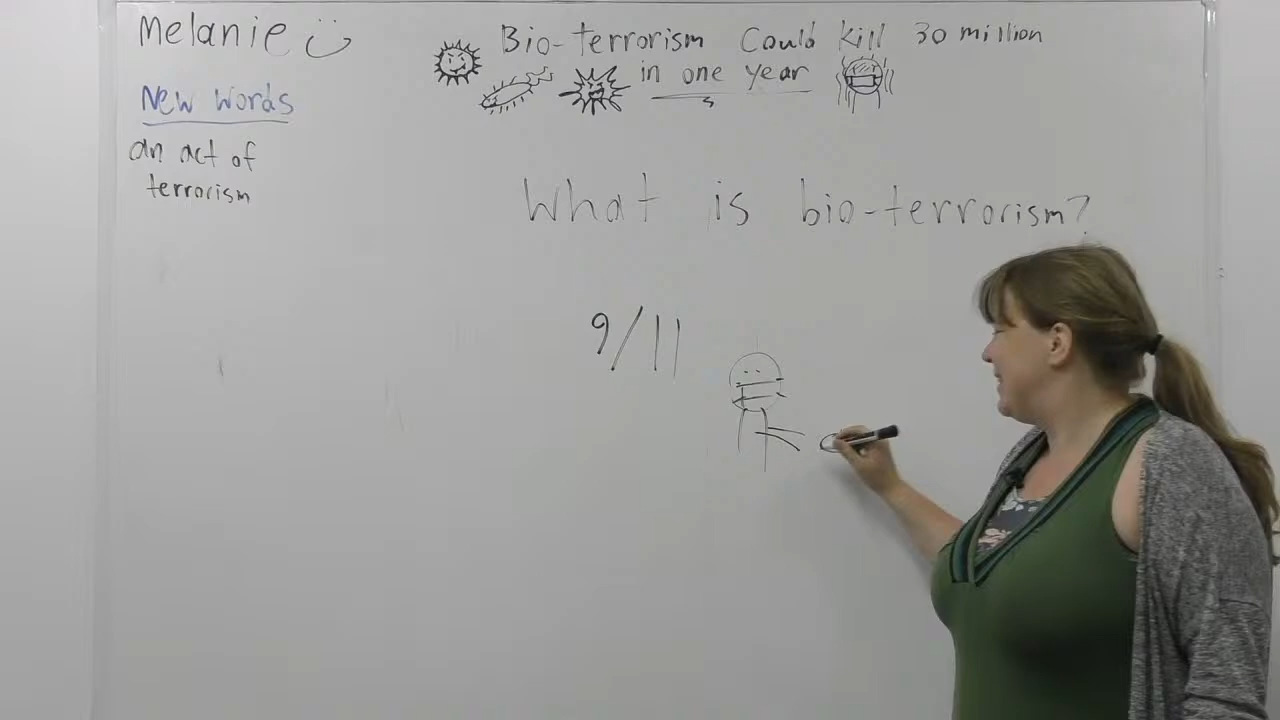 Melanie
Bio-terrorism Could kill 30 million
in one year
New words
an act of
terrorism
What is bio-terrorism?
9/11